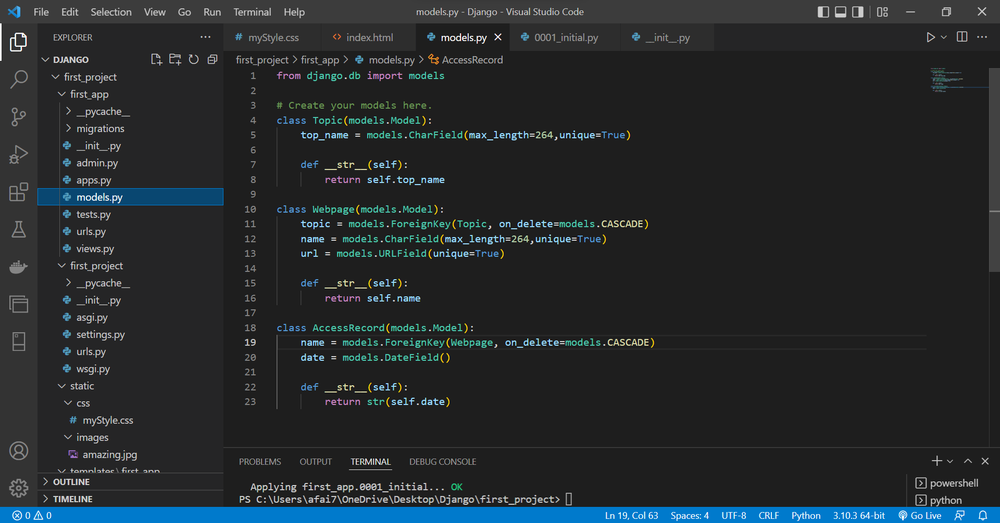 File Edit Selection View Go Run Terminal Help
models.py - Django - Visual Studio Code
EXPLORER
DJANGO
first_project
first_app
__pycache__
migrations
__init__.py
admin.py
apps.py
models.py
tests.py
urls.py
views.py
first_project
__pycache__
__init__.py
asgi.py
settings.py
urls.py
wsgi.py
static
css
# myStyle.css
images
amazing.jpg
templates\first_app
OUTLINE
TIMELINE
# myStyle.css
<> index.html
models.py
0001_initial.py
__init__.py
first_project > first_app > models.py > AccessRecord
1 from django.db import models
2
3 # Create your models here.
4 class Topic(models.Model):
5     top_name = models.CharField(max_length=264,unique=True)
6
7     def __str__(self):
8         return self.top_name
9
10 class Webpage(models.Model):
11     topic = models.ForeignKey(Topic, on_delete=models.CASCADE)
12     name = models.CharField(max_length=264,unique=True)
13     url = models.URLField(unique=True)
14
15     def __str__(self):
16         return self.name
17
18 class AccessRecord(models.Model):
19     name = models.ForeignKey(Webpage, on_delete=models.CASCADE)
20     date = models.DateField()
21
22     def __str__(self):
23         return str(self.date)
PROBLEMS OUTPUT TERMINAL DEBUG CONSOLE
Applying first_app.0001_initial... OK
PS C:\Users\afai7\OneDrive\Desktop\Django\first_project>
powershell
python
0 0
Ln 19, Col 63 Spaces: 4 UTF-8 CRLF Python 3.10.3 64-bit Go Live